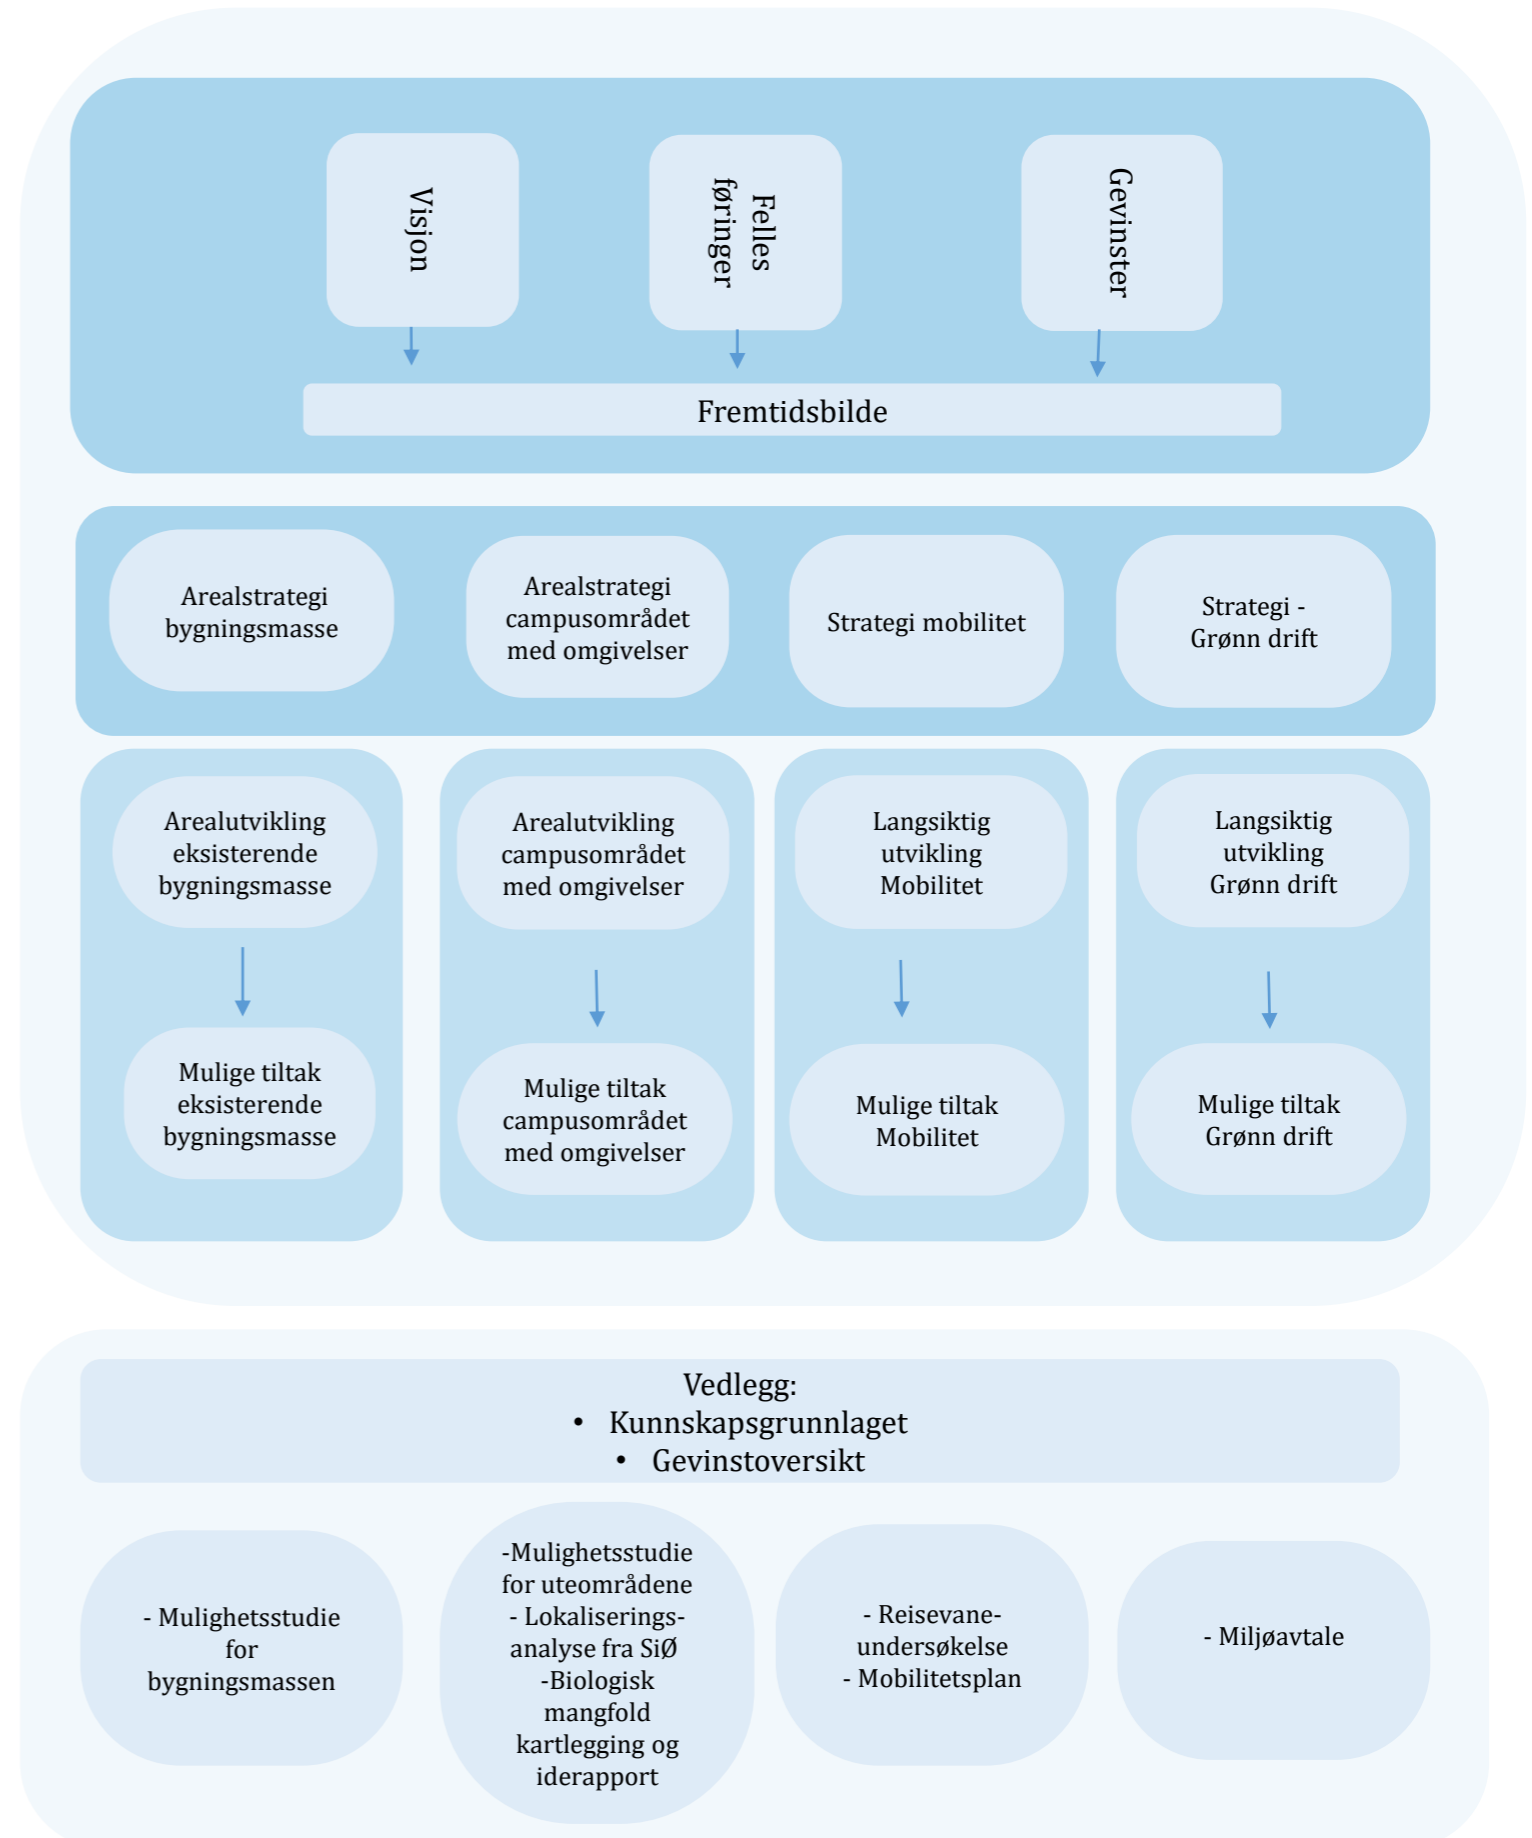 Visjon
Felles
føringer
Gevinster
Fremtidsbilde
Arealstrategi
bygningsmasse
Arealstrategi
campusområdet
med omgivelser
Strategi mobilitet
Strategi -
Grønn drift
Arealutvikling
eksisterende
bygningsmasse
Arealutvikling
campusområdet
med omgivelser
Langsiktig
utvikling
Mobilitet
Langsiktig
utvikling
Grønn drift
Mulige tiltak
eksisterende
bygningsmasse
Mulige tiltak
campusområdet
med omgivelser
Mulige tiltak
Mobilitet
Mulige tiltak
Grønn drift
Vedlegg:
• Kunnskapsgrunnlaget
• Gevinstoversikt
- Mulighetsstudie
for
bygningsmassen
-Mulighetsstudie
for uteområdene
- Lokaliserings-
analyse fra SiØ
-Biologisk
mangfold
kartlegging og
iderapport
- Reisevane-
undersøkelse
- Mobilitetsplan
- Miljøavtale